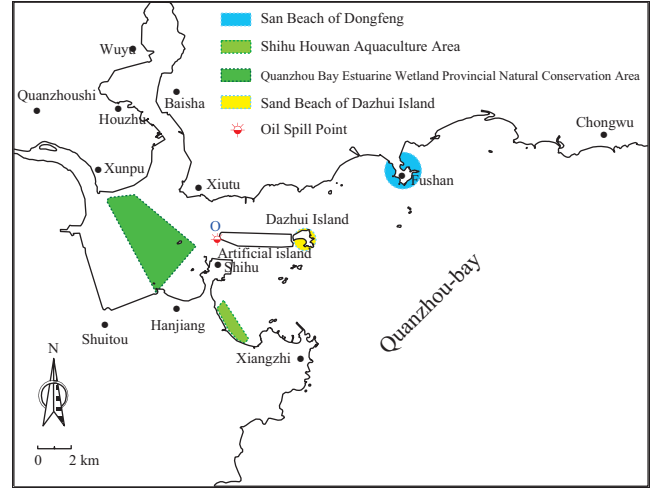 San Beach of Dongfeng
Shihu Houwan Aquaculture Area
Quanzhou Bay Estuarine Wetland Provincial Natural Conservation Area
Sand Beach of Dazhui Island
Oil Spill Point
Wuyu
Quanzhoushi
Baisha
Houzhu
Chongwu
Xunpu
Xiutu
Fushan
O
Dazhui Island
Artificial island
Shihu
Quanzhou-bay
Hanjiang
Shuitou
Xiangzhi
N
0 2 km